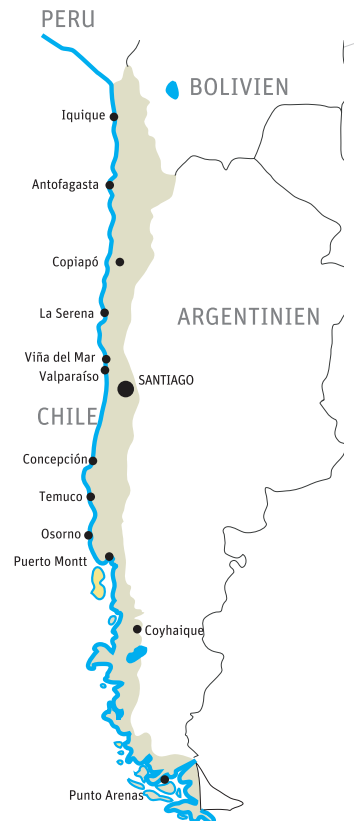 PERU
BOLIVIEN
Iquique
Antofagasta
Copiapó
La Serena
ARGENTINIEN
Viña del Mar
Valparaíso
SANTIAGO
CHILE
Concepción
Temuco
Osorno
Puerto Montt
Coyhaique
Punto Arenas